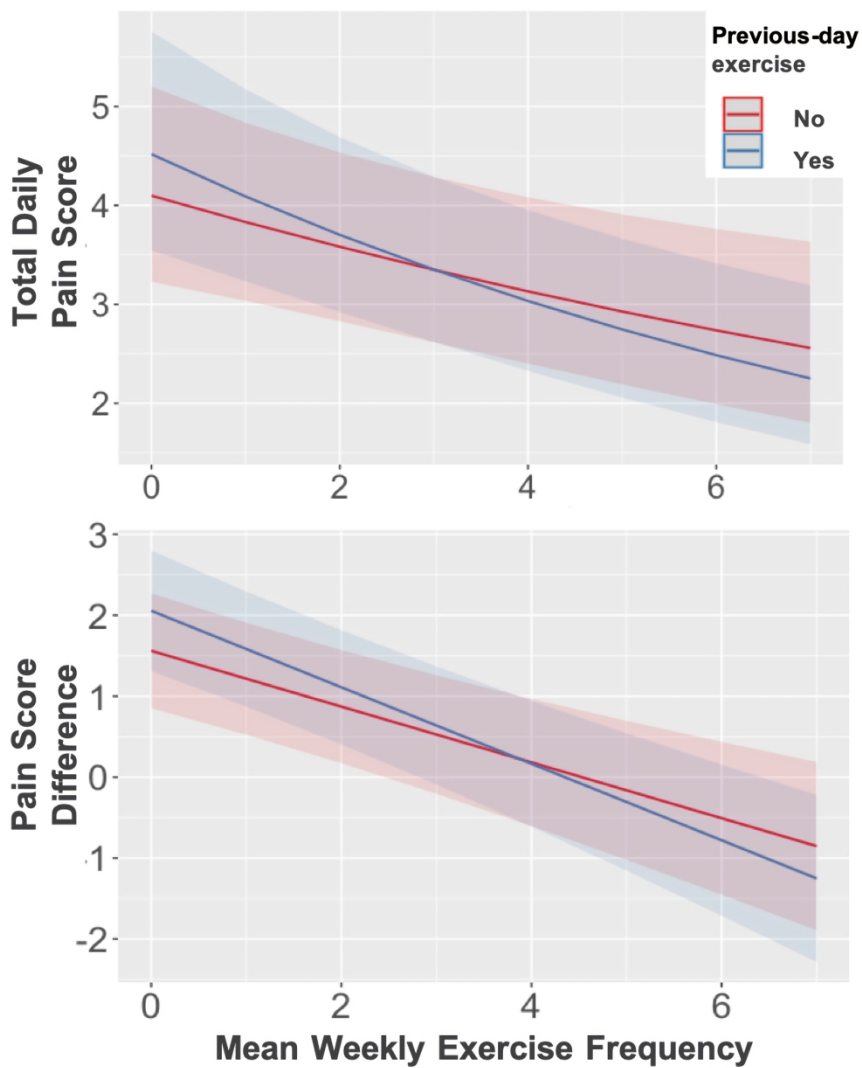 Previous-day
exercise
No
Yes
Total Daily
Pain Score
5
4
3
2
0 2 4 6
Pain Score
Difference
3
2
1
0
-1
-2
0 2 4 6
Mean Weekly Exercise Frequency